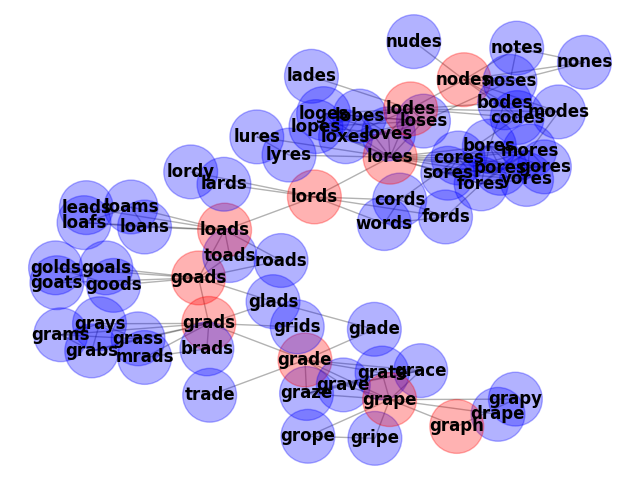 nudes
notes
nones
nodes
noses
lades
bodes
lodes
modes
loges
lobes
codes
lopes
loses
loxes
loves
lures
lyres
lores
bores
mores
cores
pores
gores
sores
yores
fores
lordy
lards
lords
cords
words
fords
leads
loams
loafs
loans
loads
toads
roads
golds
goals
goats
goods
goads
glads
grays
grids
glade
grads
grams
grass
grabs
mrads
brads
grade
grate
grace
grave
trade
graze
grape
grapy
drape
graph
grope
gripe